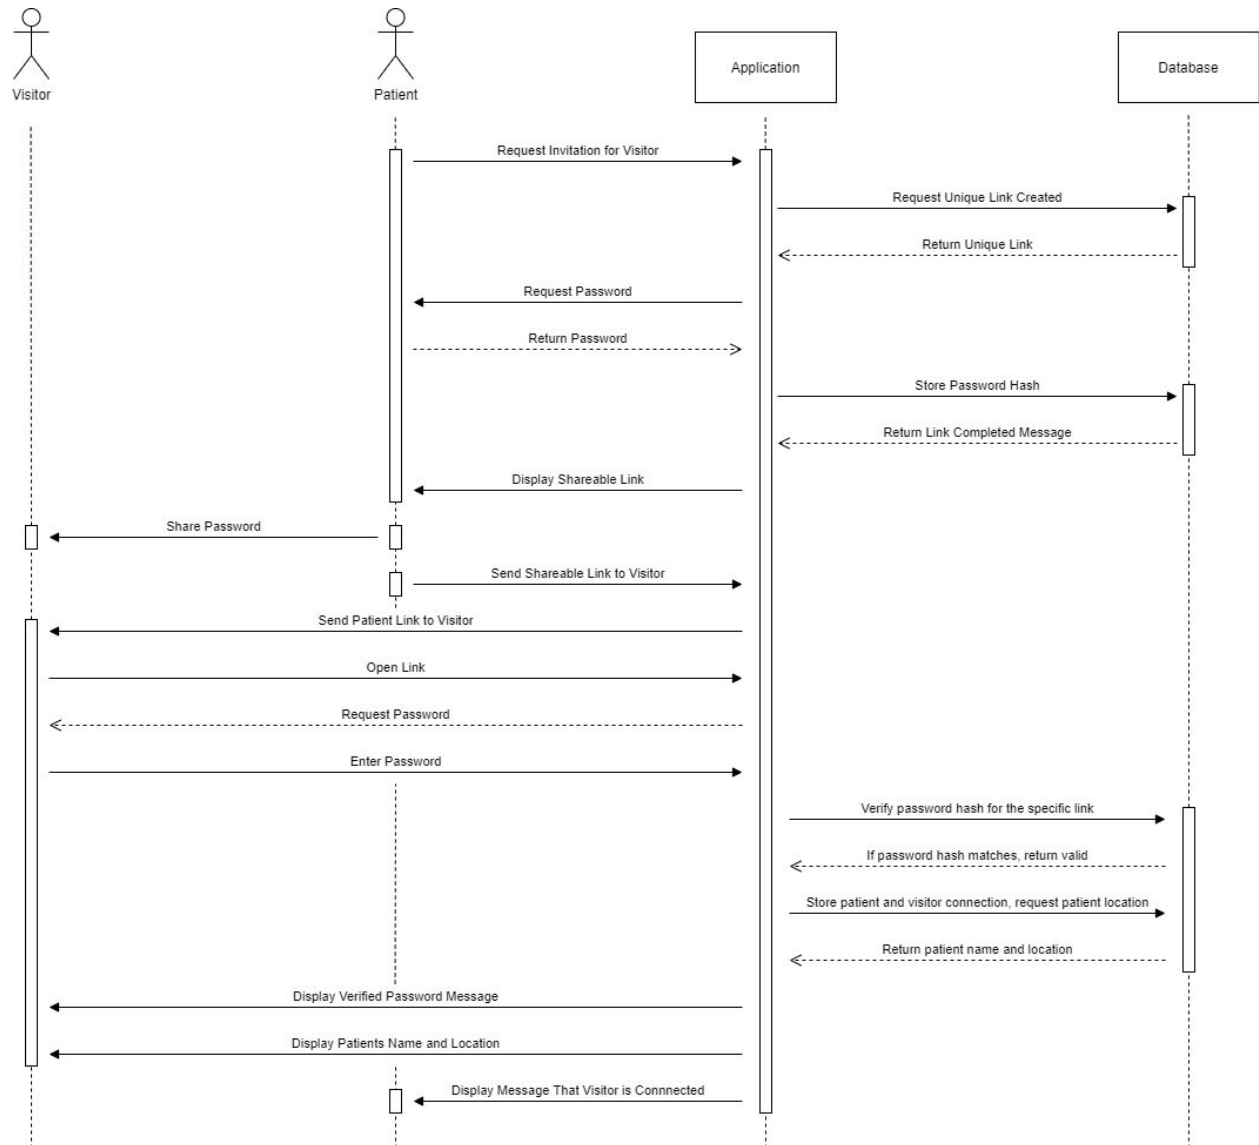 Visitor
Patient
Application
Database
Request Invitation for Visitor
Request Unique Link Created
Return Unique Link
Request Password
Return Password
Store Password Hash
Return Link Completed Message
Display Shareable Link
Share Password
Send Shareable Link to Visitor
Send Patient Link to Visitor
Open Link
Request Password
Enter Password
Verify password hash for the specific link
If password hash matches, return valid
Store patient and visitor connection, request patient location
Return patient name and location
Display Verified Password Message
Display Patients Name and Location
Display Message That Visitor is Connnected